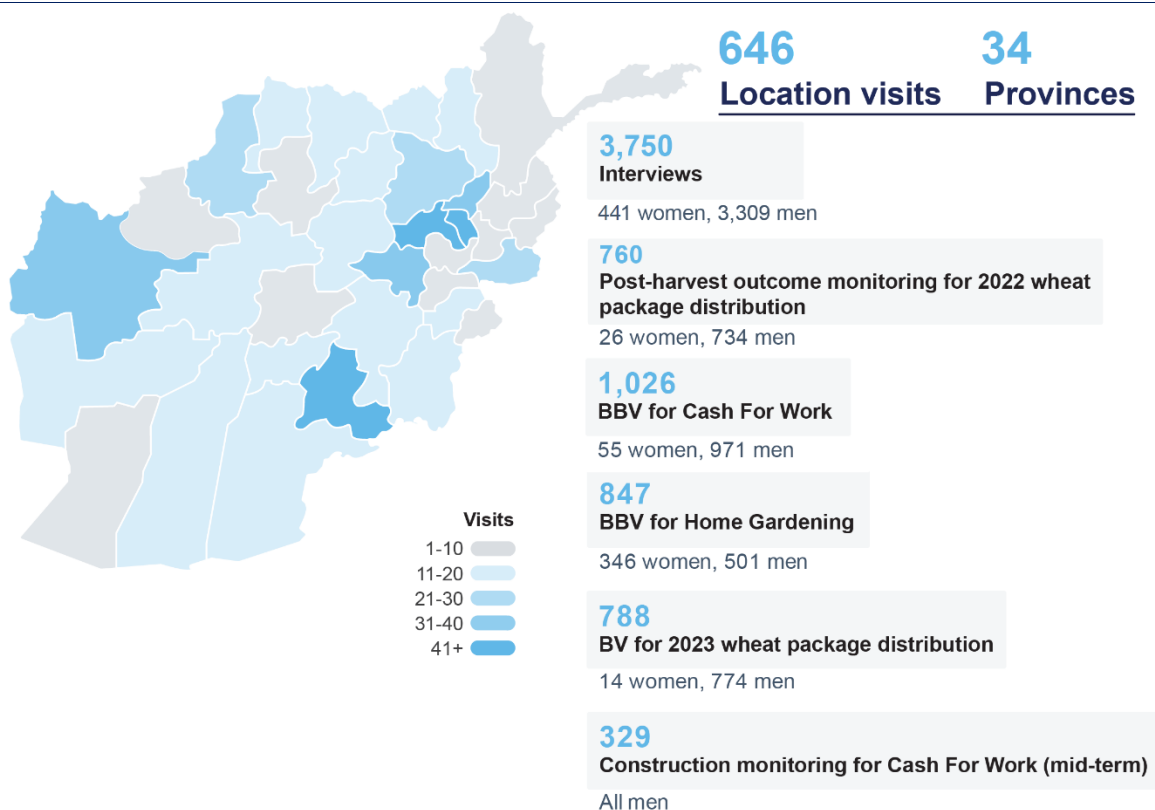 646
Location visits
34
Provinces
3,750
Interviews
441 women, 3,309 men
760
Post-harvest outcome monitoring for 2022 wheat
package distribution
26 women, 734 men
1,026
BBV for Cash For Work
55 women, 971 men
847
BBV for Home Gardening
346 women, 501 men
788
BV for 2023 wheat package distribution
14 women, 774 men
329
Construction monitoring for Cash For Work (mid-term)
All men
Visits
1-10
11-20
21-30
31-40
41+